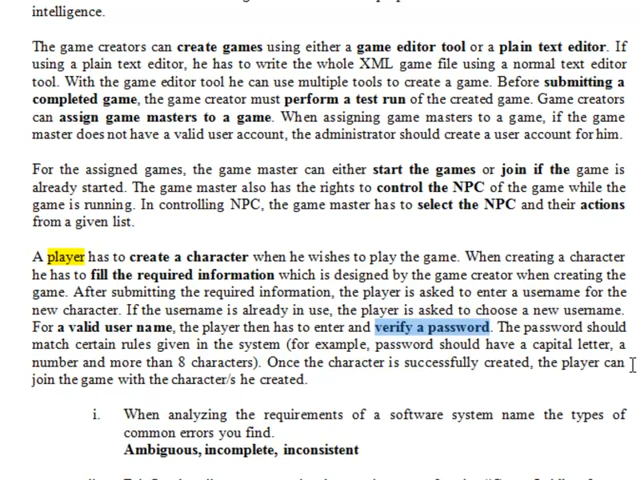 intelligence.
The game creators can create games using either a game editor tool or a plain text editor. If
using a plain text editor, he has to write the whole XML game file using a normal text editor
tool. With the game editor tool he can use multiple tools to create a game. Before submitting a
completed game, the game creator must perform a test run of the created game. Game creators
can assign game masters to a game. When assigning game masters to a game, if the game
master does not have a valid user account, the administrator should create a user account for him.
For the assigned games, the game master can either start the games or join if the game is
already started. The game master also has the rights to control the NPC of the game while the
game is running. In controlling NPC, the game master has to select the NPC and their actions
from a given list.
A player has to create a character when he wishes to play the game. When creating a character
he has to fill the required information which is designed by the game creator when creating the
game. After submitting the required information, the player is asked to enter a username for the
new character. If the username is already in use, the player is asked to choose a new username.
For a valid user name, the player then has to enter and verify a password. The password should
match certain rules given in the system (for example, password should have a capital letter, a
number and more than 8 characters). Once the character is successfully created, the player can
join the game with the character/s he created.
i. When analyzing the requirements of a software system name the types of
common errors you find.
Ambiguous, incomplete, inconsistent